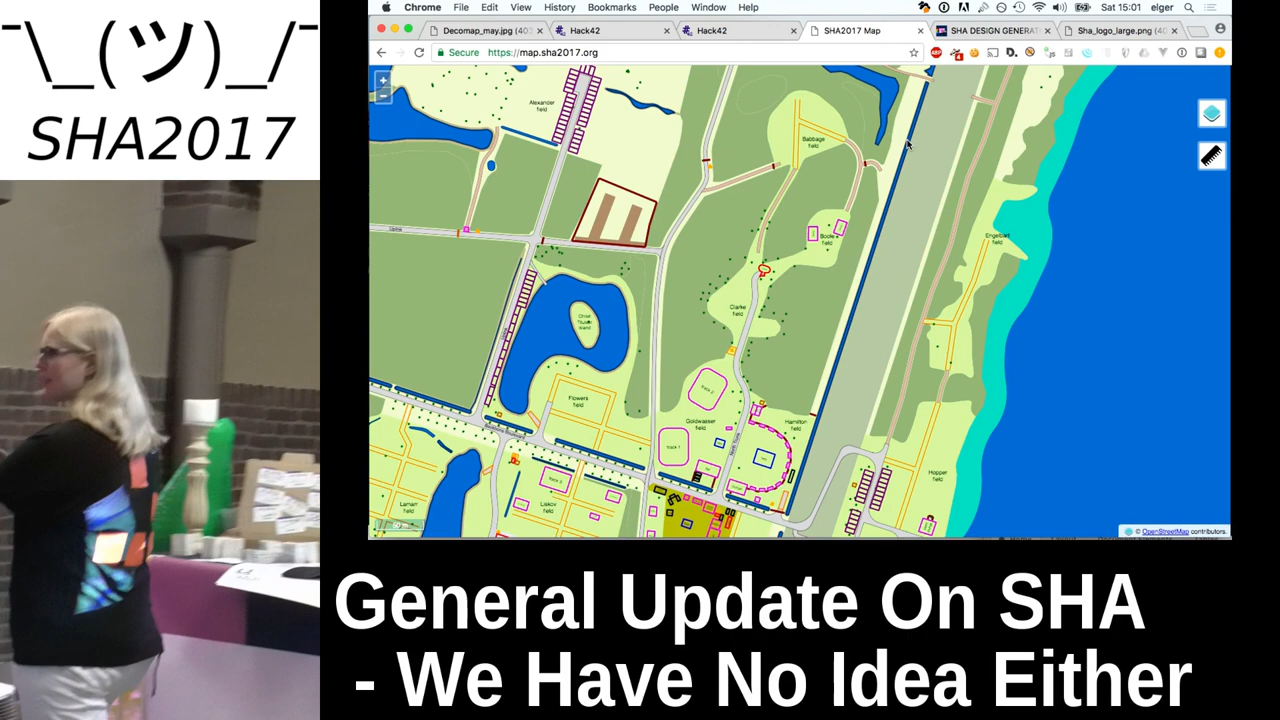 ¯\_(ツ)_/¯
SHA2017
Chrome File Edit View History Bookmarks People Window Help
Sat 15:01 elger
Decomap_may.jpg (40
Hack42
Hack42
SHA2017 Map
SHA DESIGN GENERAT
Sha_logo_large.png (40
Secure https://map.sha2017.org
+
−
Alexander
field
Babbage
field
Boole
field
Engelbart
field
Clarke
field
Flowers
field
Goldwasser
field
Hamilton
field
Hopper
field
Lamarr
field
Liskov
field
© OpenStreetMap contributors.
General Update On SHA
- We Have No Idea Either